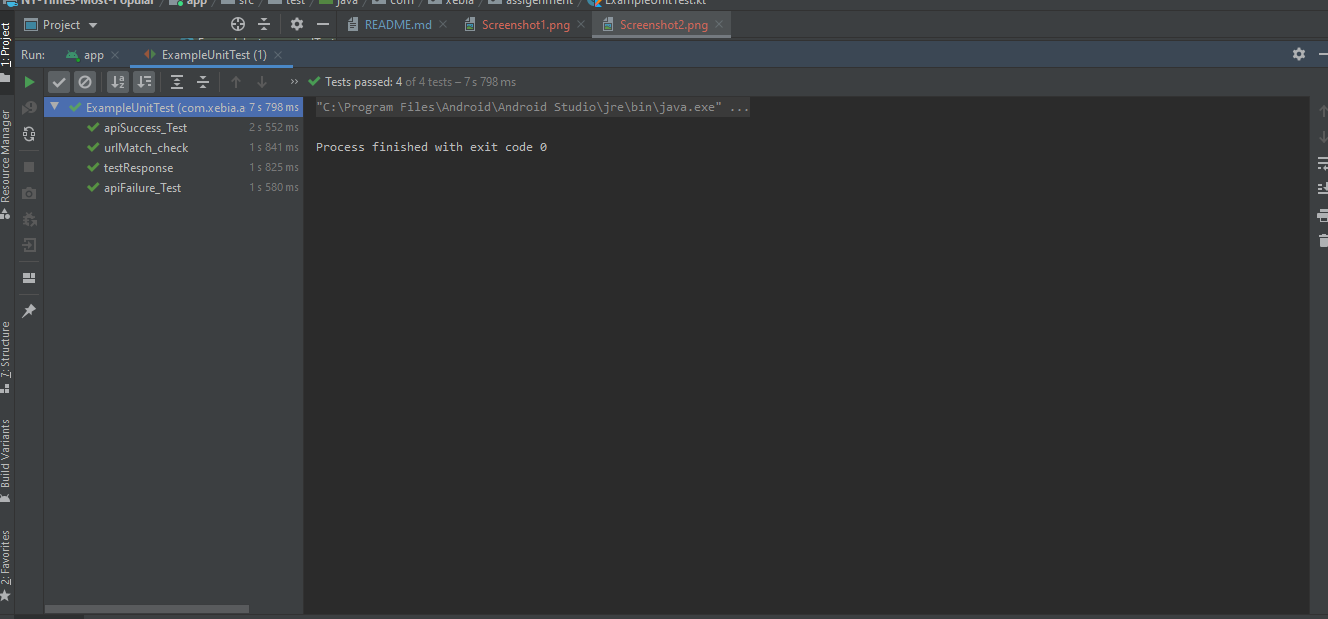 NY-Times-Most-Popular app src test java com xebia assigenment ExampleUnitTest.kt
Project README.md Screenshot1.png Screenshot2.png
Run: app ExampleUnitTest (1)
Tests passed: 4 of 4 tests – 7 s 798 ms
ExampleUnitTest (com.xebia.a 7 s 798 ms
apiSuccess_Test 2 s 552 ms
urlMatch_check 1 s 841 ms
testResponse 1 s 825 ms
apiFailure_Test 1 s 580 ms
"C:\Program Files\Android\Android Studio\jre\bin\java.exe" ...
Process finished with exit code 0
1: Project
Resource Manager
7: Structure
Build Variants
2: Favorites